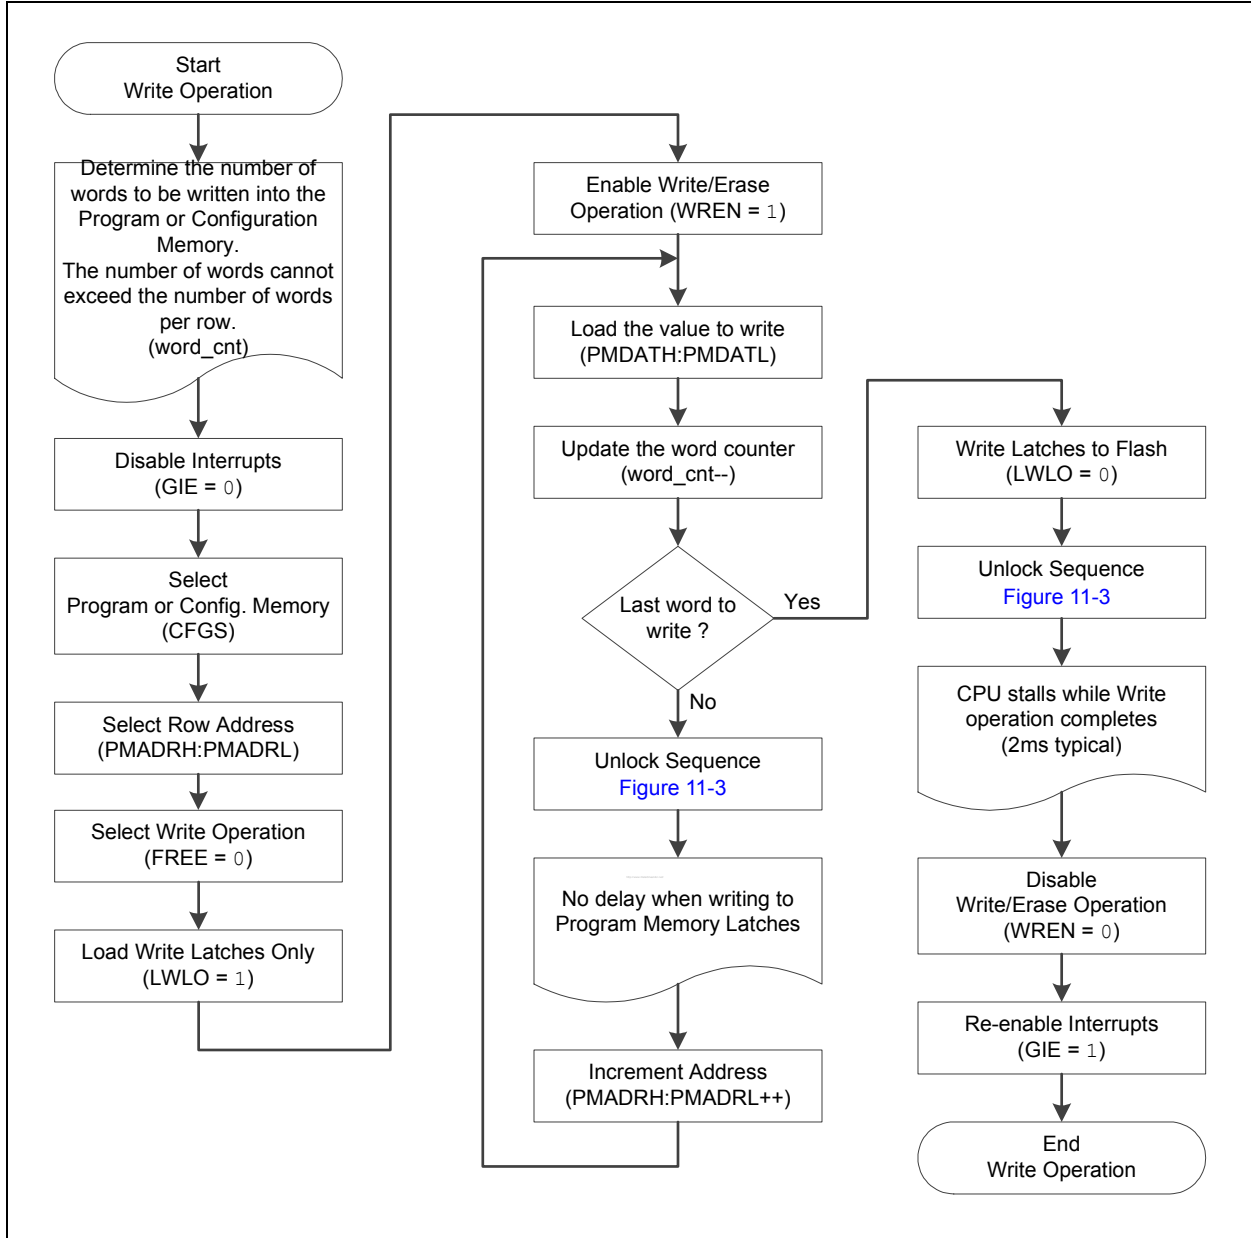 Start
Write Operation
Determine the number of
words to be written into the
Program or Configuration
Memory.
The number of words cannot
exceed the number of words
per row.
(word_cnt)
Disable Interrupts
(GIE = 0)
Select
Program or Config. Memory
(CFGS)
Select Row Address
(PMADRH:PMADRL)
Select Write Operation
(FREE = 0)
Load Write Latches Only
(LWLO = 1)
Enable Write/Erase
Operation (WREN = 1)
Load the value to write
(PMDATH:PMDATL)
Update the word counter
(word_cnt--)
Last word to
write ?
Yes
No
Unlock Sequence
Figure 11-3
No delay when writing to
Program Memory Latches
Increment Address
(PMADRH:PMADRL++)
Write Latches to Flash
(LWLO = 0)
Unlock Sequence
Figure 11-3
CPU stalls while Write
operation completes
(2ms typical)
Disable
Write/Erase Operation
(WREN = 0)
Re-enable Interrupts
(GIE = 1)
End
Write Operation